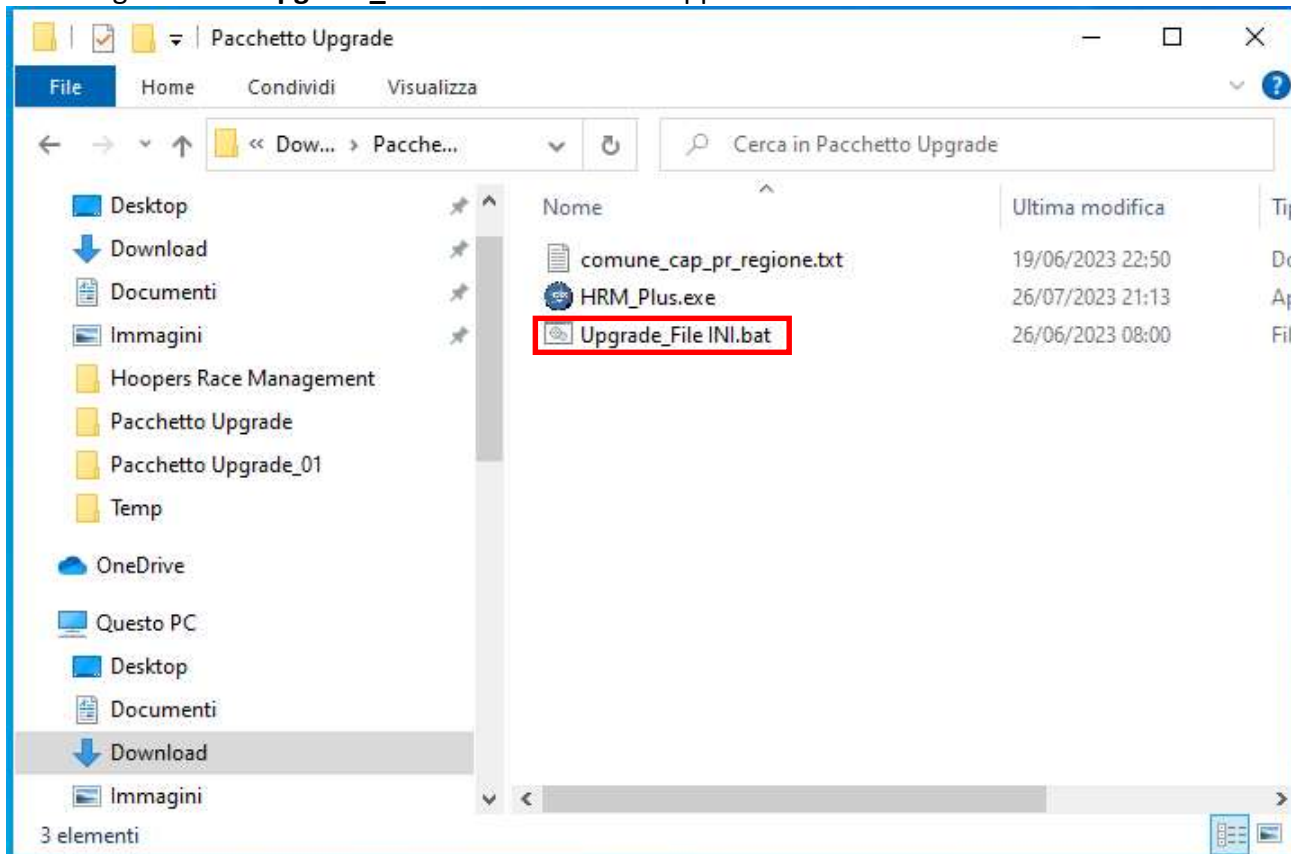 Pacchetto Upgrade
File Home Condividi Visualizza
« Dow... › Pacche... Cerca in Pacchetto Upgrade
Desktop
Download
Documenti
Immagini
Hoopers Race Management
Pacchetto Upgrade
Pacchetto Upgrade_01
Temp
OneDrive
Questo PC
Desktop
Documenti
Download
Immagini
Nome Ultima modifica
comune_cap_pr_regione.txt 19/06/2023 22:50
HRM_Plus.exe 26/07/2023 21:13
Upgrade_File INI.bat 26/06/2023 08:00
3 elementi